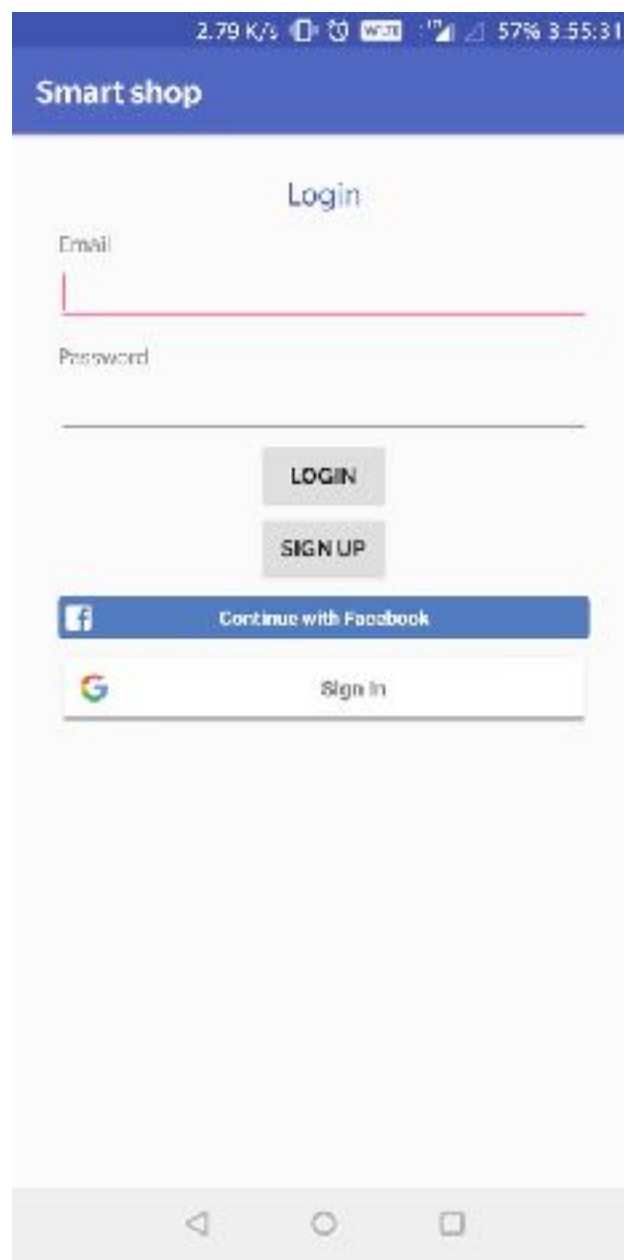 2.79 K/s 57% 3:55:31
Smart shop
Login
Email
Password
LOGIN
SIGN UP
Continue with Facebook
Sign in